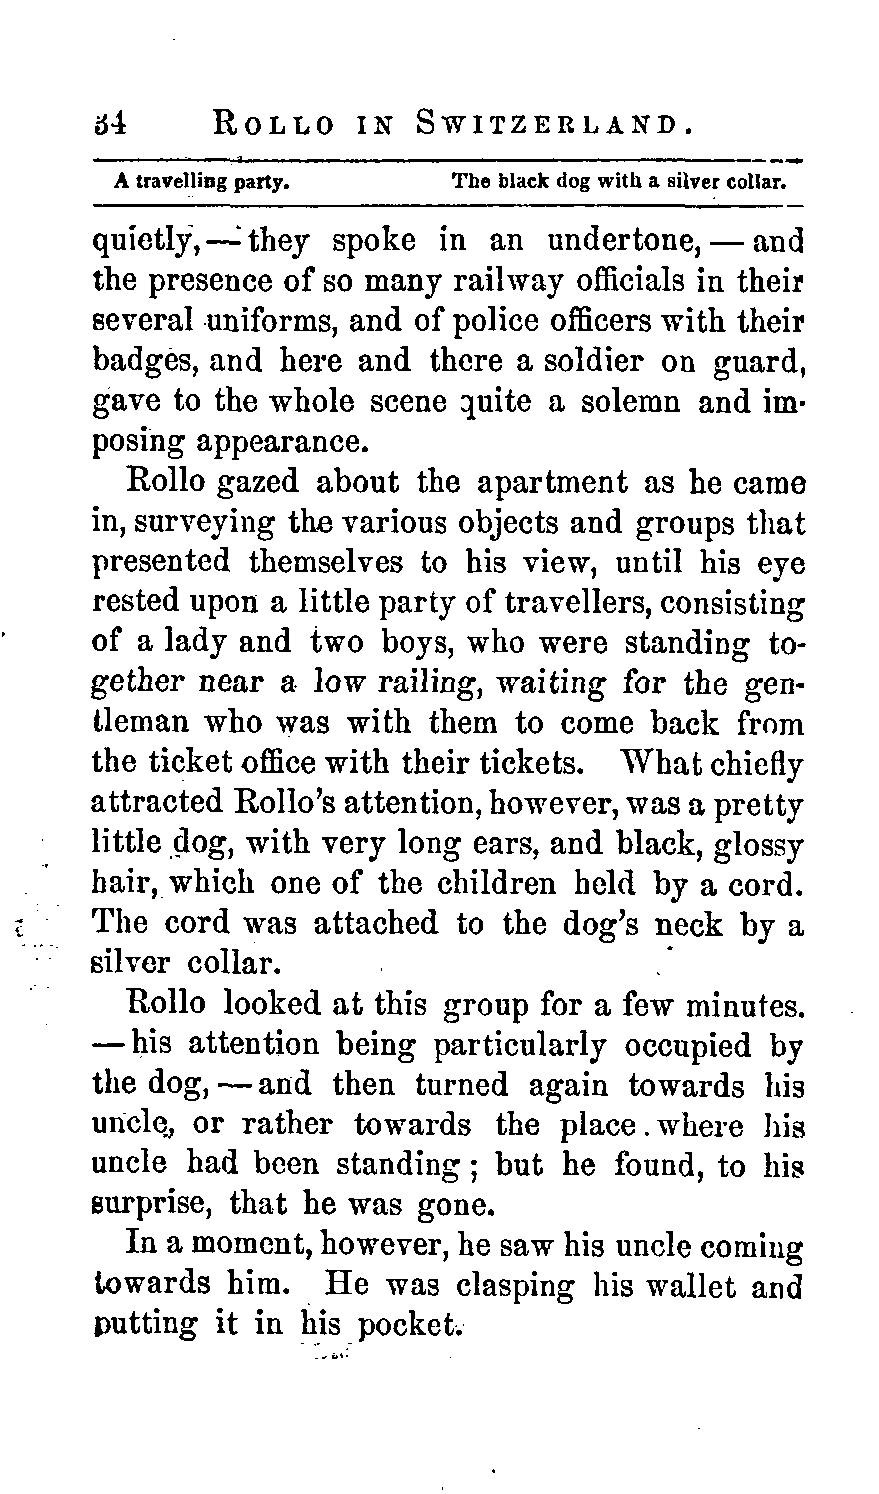 34 ROLLO IN SWITZERLAND.
A travelling party. The black dog with a silver collar.
quietly,—they spoke in an undertone,—and
the presence of so many railway officials in their
several uniforms, and of police officers with their
badges, and here and there a soldier on guard,
gave to the whole scene quite a solemn and im-
posing appearance.
Rollo gazed about the apartment as he came
in, surveying the various objects and groups that
presented themselves to his view, until his eye
rested upon a little party of travellers, consisting
of a lady and two boys, who were standing to-
gether near a low railing, waiting for the gen-
tleman who was with them to come back from
the ticket office with their tickets. What chiefly
attracted Rollo's attention, however, was a pretty
little dog, with very long ears, and black, glossy
hair, which one of the children held by a cord.
The cord was attached to the dog's neck by a
silver collar.
Rollo looked at this group for a few minutes.
—his attention being particularly occupied by
the dog,—and then turned again towards his
uncle, or rather towards the place where his
uncle had been standing; but he found, to his
surprise, that he was gone.
In a moment, however, he saw his uncle coming
towards him. He was clasping his wallet and
putting it in his pocket.